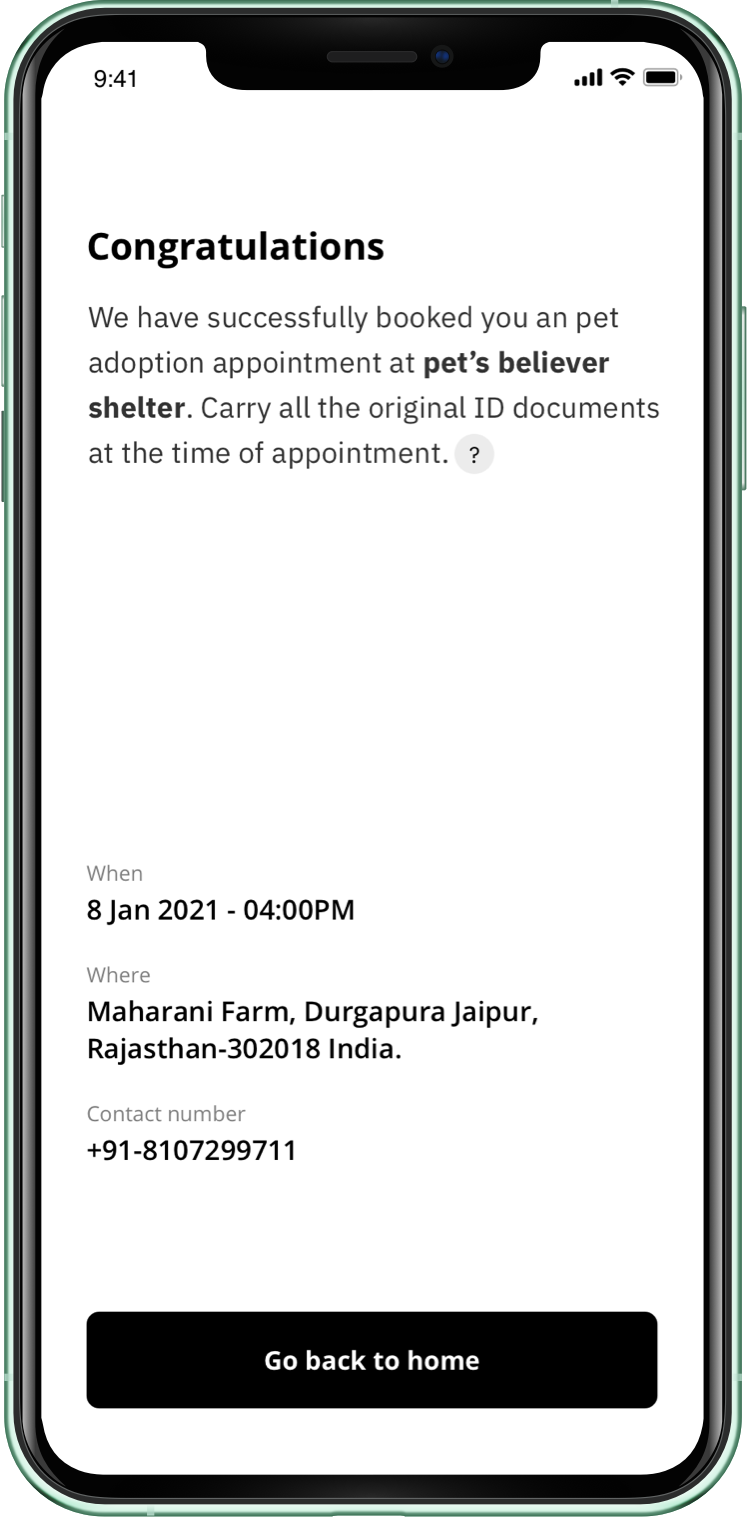 9:41
Congratulations
We have successfully booked you an pet
adoption appointment at pet’s believer
shelter. Carry all the original ID documents
at the time of appointment. ?
When
8 Jan 2021 - 04:00PM
Where
Maharani Farm, Durgapura Jaipur,
Rajasthan-302018 India.
Contact number
+91-8107299711
Go back to home